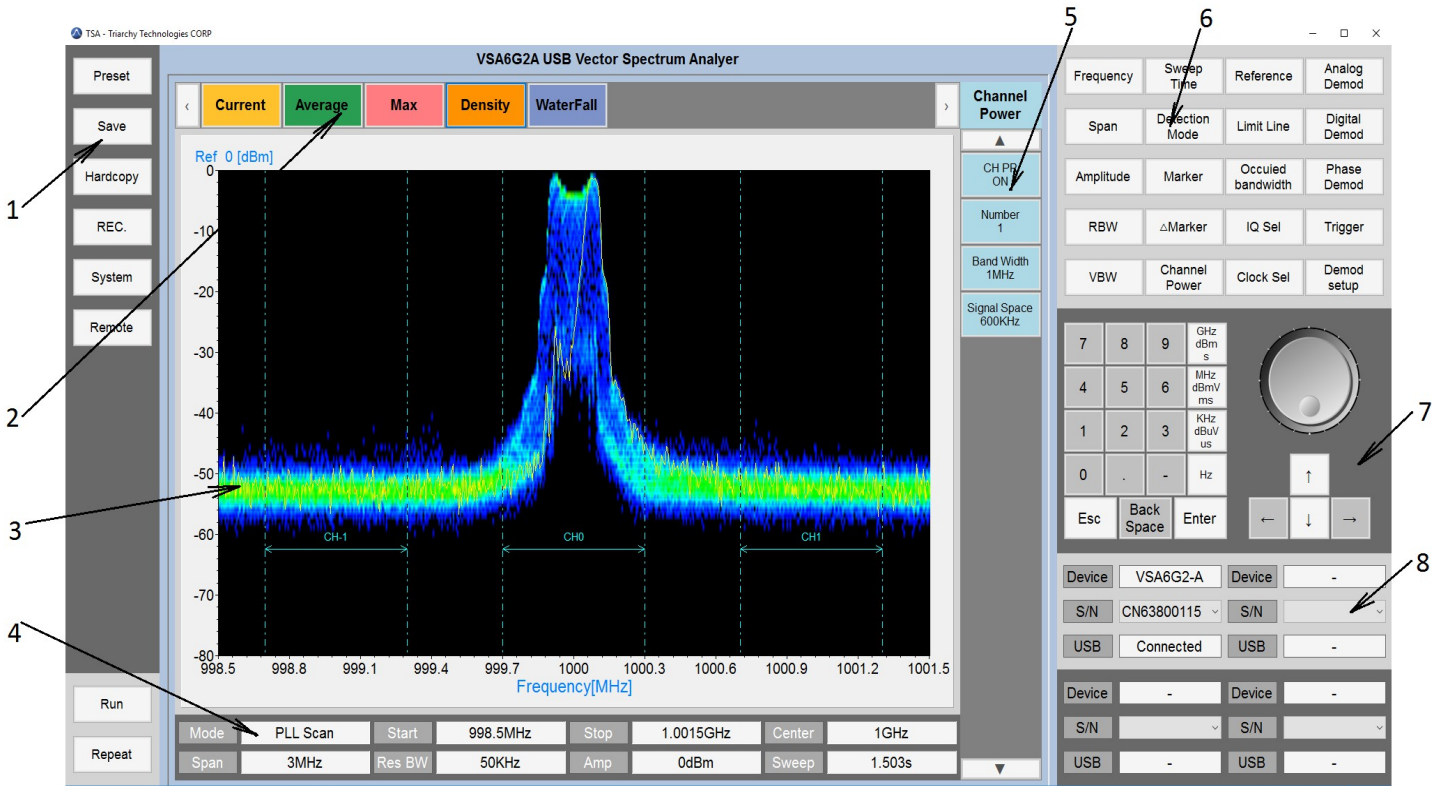 5
6
TSA - Triarchy Technologies CORP
VSA6G2A USB Vector Spectrum Analyer
Preset
Save
Hardcopy
REC.
System
Remote
Run
Repeat
1
2
3
4
Current
Average
Max
Density
WaterFall
Ref 0 [dBm]
0
-10
-20
-30
-40
-50
-60
-70
-80
CH-1
CH0
CH1
998.5 998.8 999.1 999.4 999.7 1000 1000.3 1000.6 1000.9 1001.2 1001.5
Frequency[MHz]
Mode PLL Scan Start 998.5MHz Stop 1.0015GHz Center 1GHz
Span 3MHz Res BW 50KHz Amp 0dBm Sweep 1.503s
Channel
Power
CH PR
ON
Number
1
Band Width
1MHz
Signal Space
600KHz
Frequency
Sweep
Time
Reference
Analog
Demod
Span
Detection
Mode
Limit Line
Digital
Demod
Amplitude
Marker
Occuied
bandwidth
Phase
Demod
RBW
△Marker
IQ Sel
Trigger
VBW
Channel
Power
Clock Sel
Demod
setup
7 8 9
GHz
dBm
s
4 5 6
MHz
dBmV
ms
1 2 3
KHz
dBuV
us
0 . - Hz
Esc
Back
Space
Enter
↑
← ↓ →
7
8
Device VSA6G2-A Device -
S/N CN63800115 S/N
USB Connected USB -
Device - Device -
S/N S/N
USB - USB -